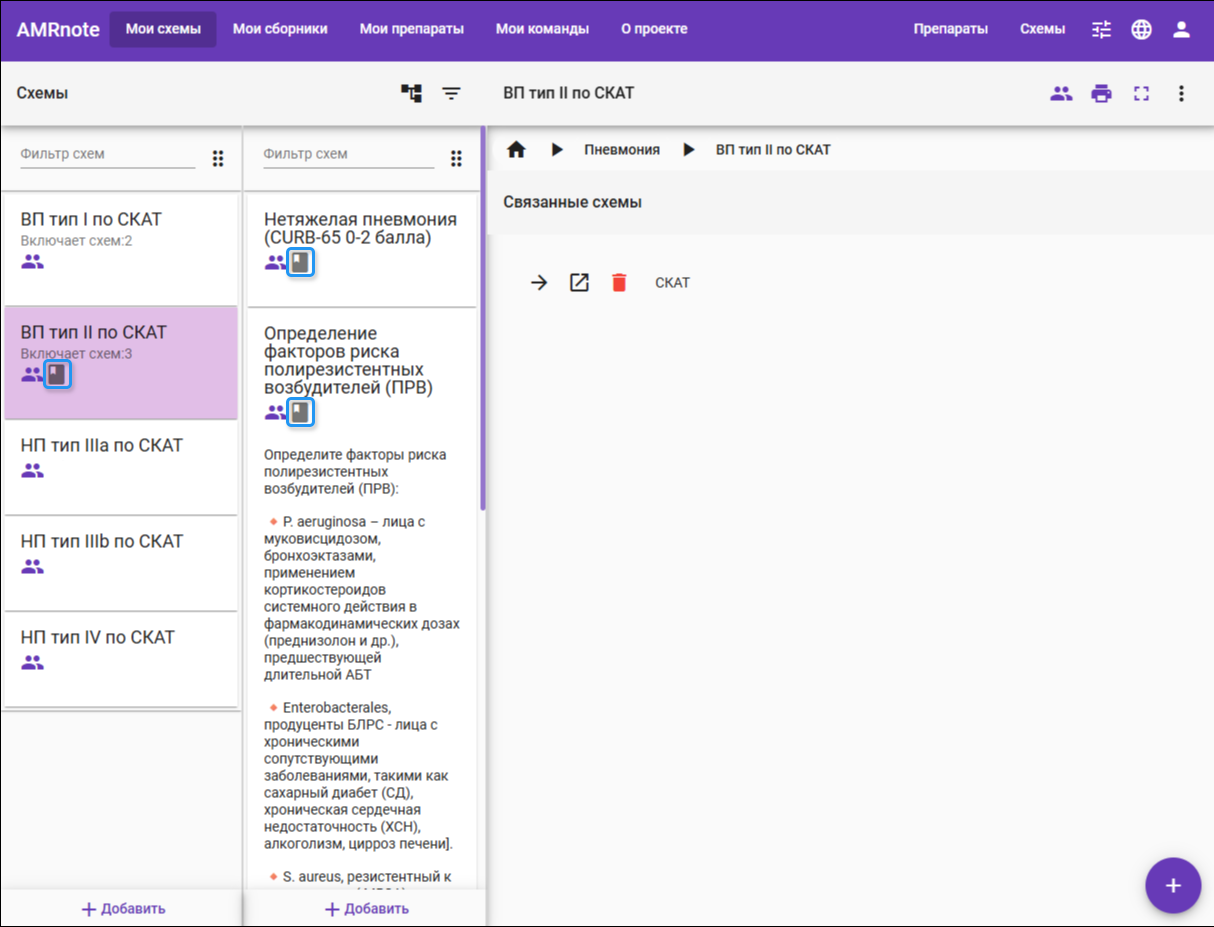 AMRnote
Мои схемы
Мои сборники
Мои препараты
Мои команды
О проекте
Препараты
Схемы
Схемы
ВП тип II по СКАТ
Фильтр схем
ВП тип I по СКАТ
Включает схем:2
ВП тип II по СКАТ
Включает схем:3
НП тип IIIa по СКАТ
НП тип IIIb по СКАТ
НП тип IV по СКАТ
Добавить
Фильтр схем
Нетяжелая пневмония
(CURB-65 0-2 балла)
Определение
факторов риска
полирезистентных
возбудителей (ПРВ)
Определите факторы риска
полирезистентных
возбудителей (ПРВ):
P. aeruginosa – лица с
муковисцидозом,
бронхоэктазами,
применением
кортикостероидов
системного действия в
фармакодинамических дозах
(преднизолон и др.),
предшествующей
длительной АБТ
Enterobacterales,
продуценты БЛРС - лица с
хроническими
сопутствующими
заболеваниями, такими как
сахарный диабет (СД),
хроническая сердечная
недостаточность (ХСН),
алкоголизм, цирроз печени].
S. aureus, резистентный к
Добавить
Пневмония
ВП тип II по СКАТ
Связанные схемы
СКАТ